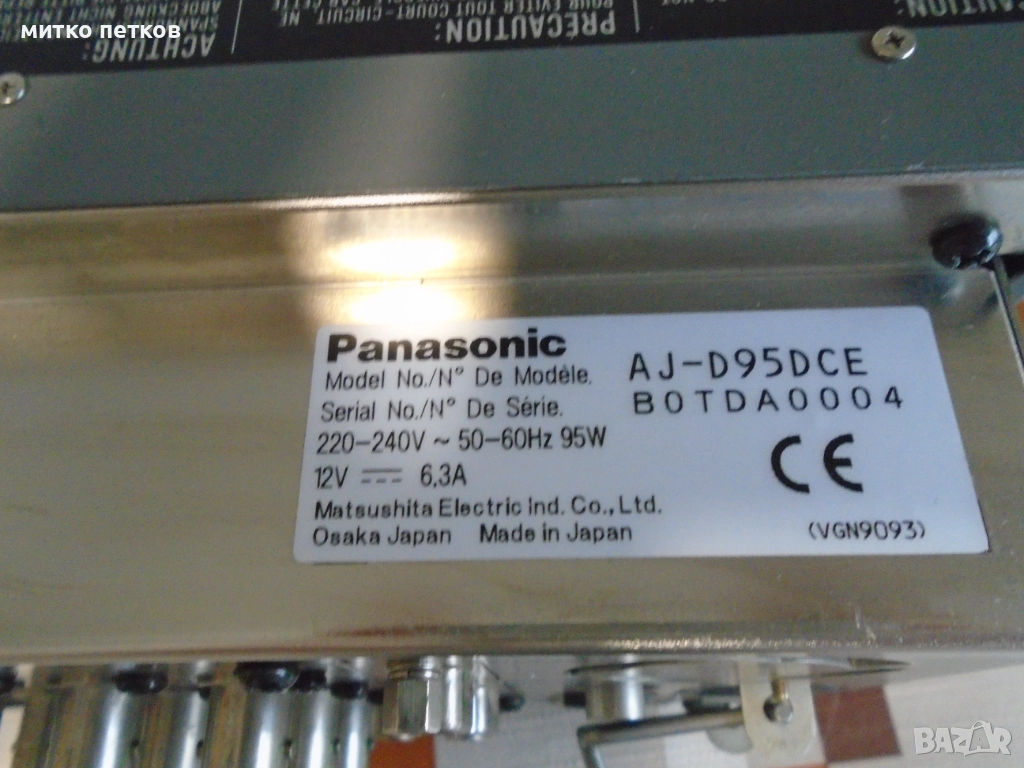 митко петков
ACHTUNG:
PRÉCAUTION:
POUR ÉVITER TOUT COURT-CIRCUIT, NE
Panasonic
Model No./N° De Modèle. AJ-D95DCE
Serial No./N° De Série. B0TDA0004
220-240V ~ 50-60Hz 95W
12V ⎓ 6,3A
CE
Matsushita Electric Ind. Co., Ltd.
Osaka Japan Made in Japan (VGN9093)
BAZAR